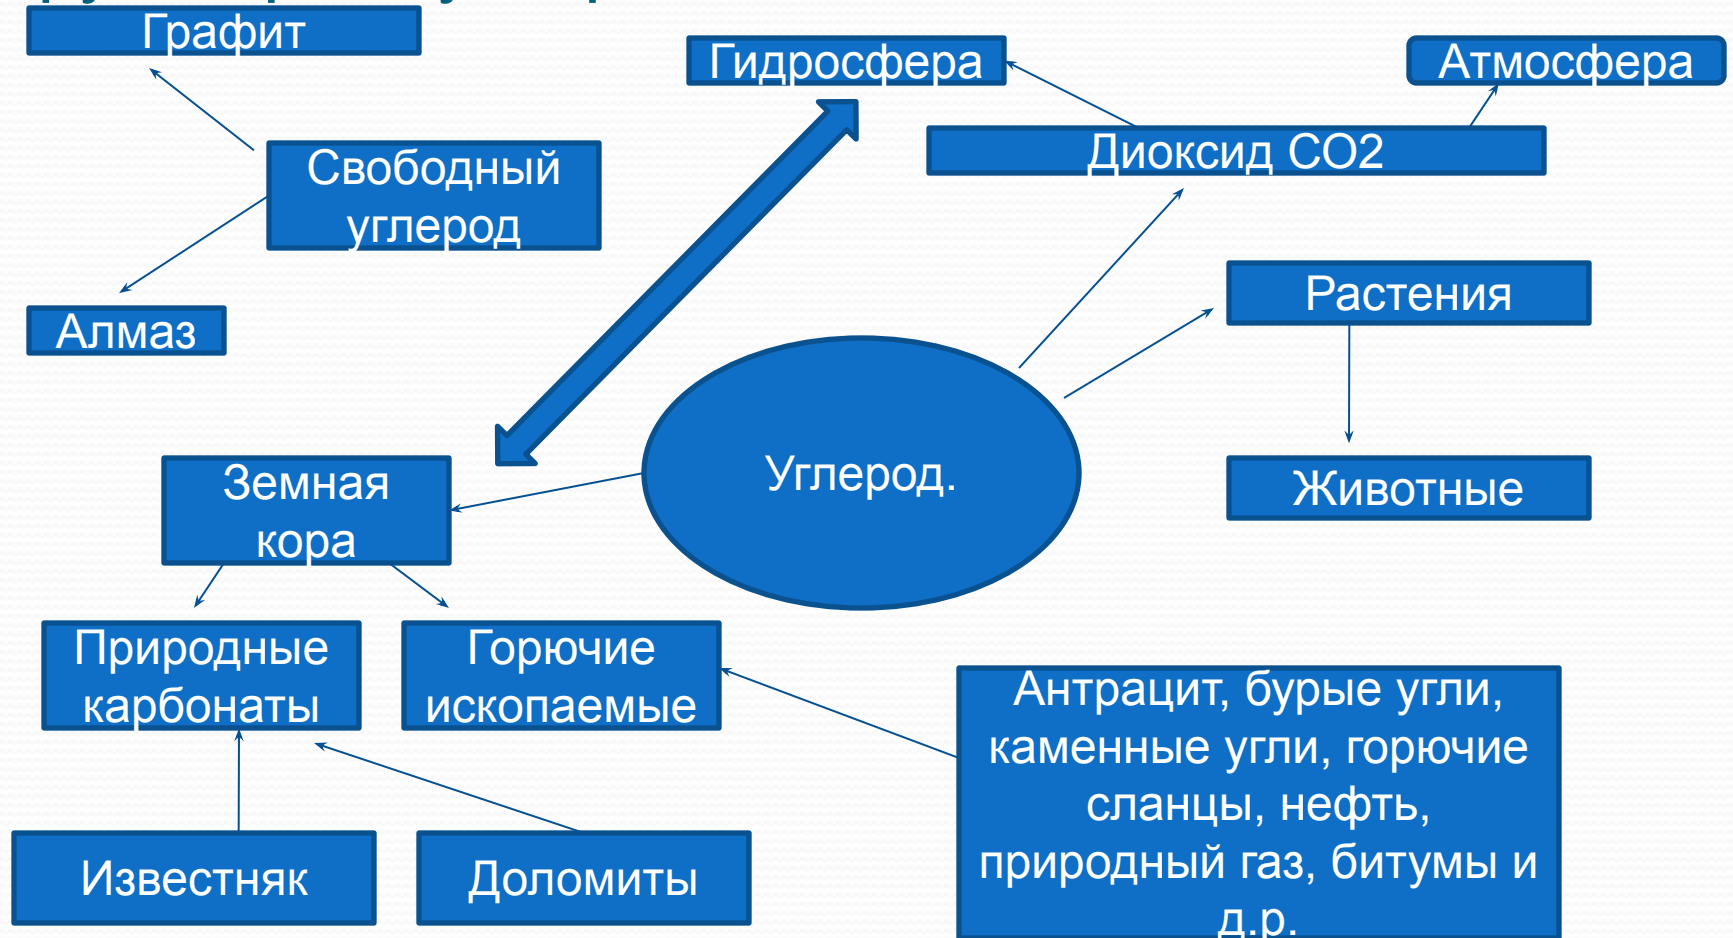 Графит
Гидросфера
Атмосфера
Диоксид СО2
Свободный
углерод
Растения
Алмаз
Углерод.
Животные
Земная
кора
Природные
карбонаты
Горючие
ископаемые
Антрацит, бурые угли,
каменные угли, горючие
сланцы, нефть,
природный газ, битумы и
д.р.
Известняк
Доломиты